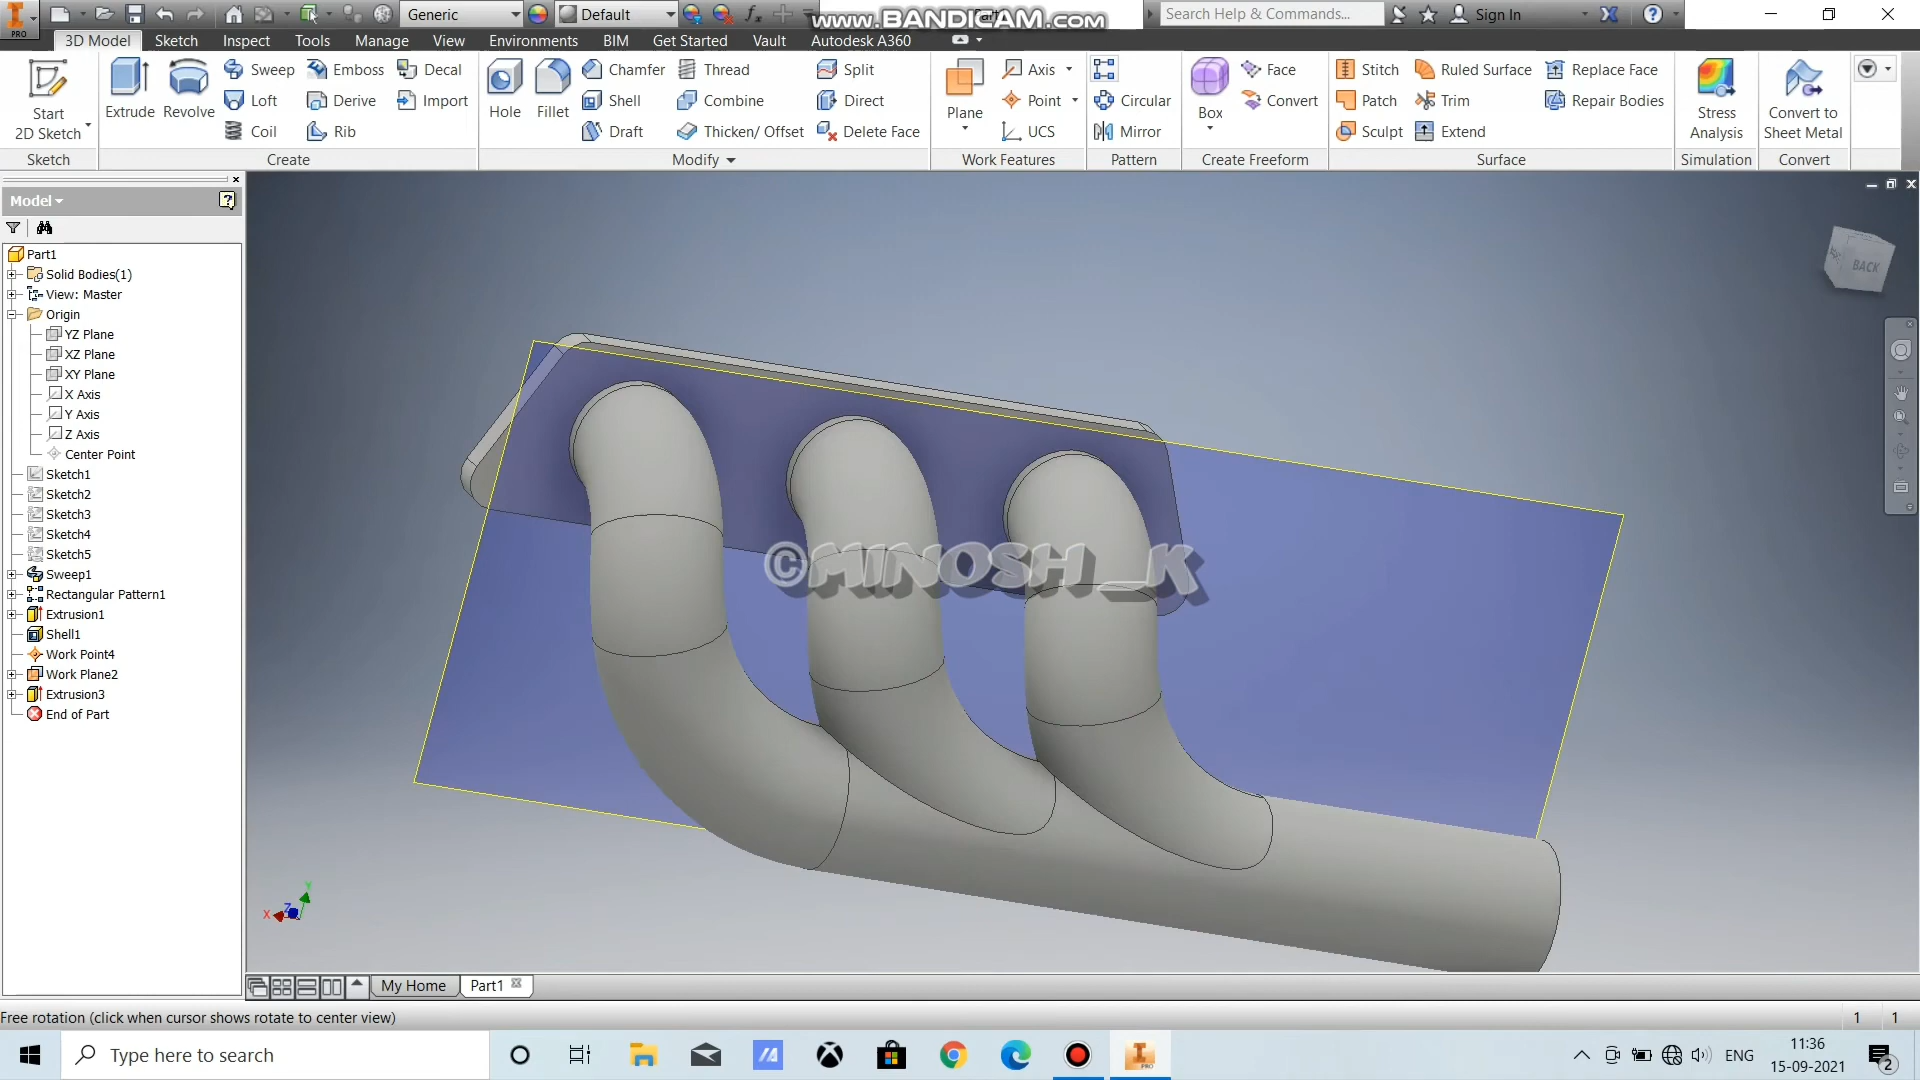 PRO
Generic
Default
fx
www.BANDICAM.com
Search Help & Commands...
Sign In
3D Model
Sketch
Inspect
Tools
Manage
View
Environments
BIM
Get Started
Vault
Autodesk A360
Start
2D Sketch
Extrude
Revolve
Sweep
Loft
Coil
Emboss
Derive
Rib
Decal
Import
Hole
Fillet
Chamfer
Shell
Draft
Thread
Combine
Thicken/ Offset
Split
Direct
Delete Face
Plane
Axis
Point
UCS
Circular
Mirror
Box
Face
Convert
Stitch
Patch
Sculpt
Ruled Surface
Trim
Extend
Replace Face
Repair Bodies
Stress
Analysis
Convert to
Sheet Metal
Sketch
Create
Modify
Work Features
Pattern
Create Freeform
Surface
Simulation
Convert
Model
Part1
Solid Bodies(1)
View: Master
Origin
YZ Plane
XZ Plane
XY Plane
X Axis
Y Axis
Z Axis
Center Point
Sketch1
Sketch2
Sketch3
Sketch4
Sketch5
Sweep1
Rectangular Pattern1
Extrusion1
Shell1
Work Point4
Work Plane2
Extrusion3
End of Part
BACK
©MINOSH_K
Y
X
Z
My Home
Part1
Free rotation (click when cursor shows rotate to center view)
1
1
Type here to search
PRO
ENG
11:36
15-09-2021
2